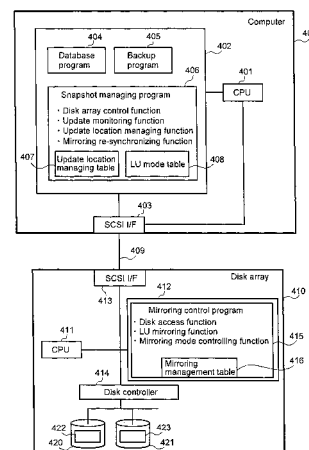 Computer
404
405
402
40
Database
program
Backup
program
406
401
CPU
Snapshot managing program
・Disk array control function
・Update monitoring function
・Update location managing function
・Mirroring re-synchronizing function
407
408
Update location
managing table
LU mode table
403
SCSI I/F
409
SCSI I/F
413
Disk array
412
410
411
CPU
Mirroring control program
・Disk access function
・LU mirroring function
・Mirroring mode controlling function
415
416
Mirroring
management table
414
Disk controller
422
423
420
421